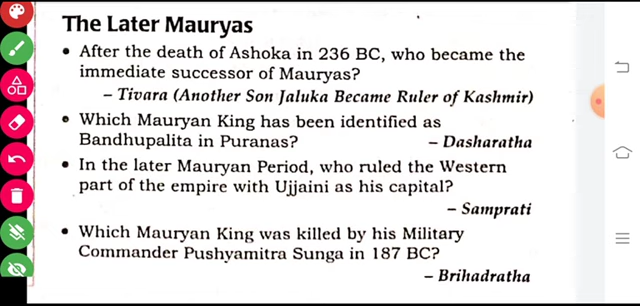 The Later Mauryas
• After the death of Ashoka in 236 BC, who became the
immediate successor of Mauryas?
– Tivara (Another Son Jaluka Became Ruler of Kashmir)
• Which Mauryan King has been identified as
Bandhupalita in Puranas? – Dasharatha
• In the later Mauryan Period, who ruled the Western
part of the empire with Ujjaini as his capital?
– Samprati
• Which Mauryan King was killed by his Military
Commander Pushyamitra Sunga in 187 BC?
– Brihadratha